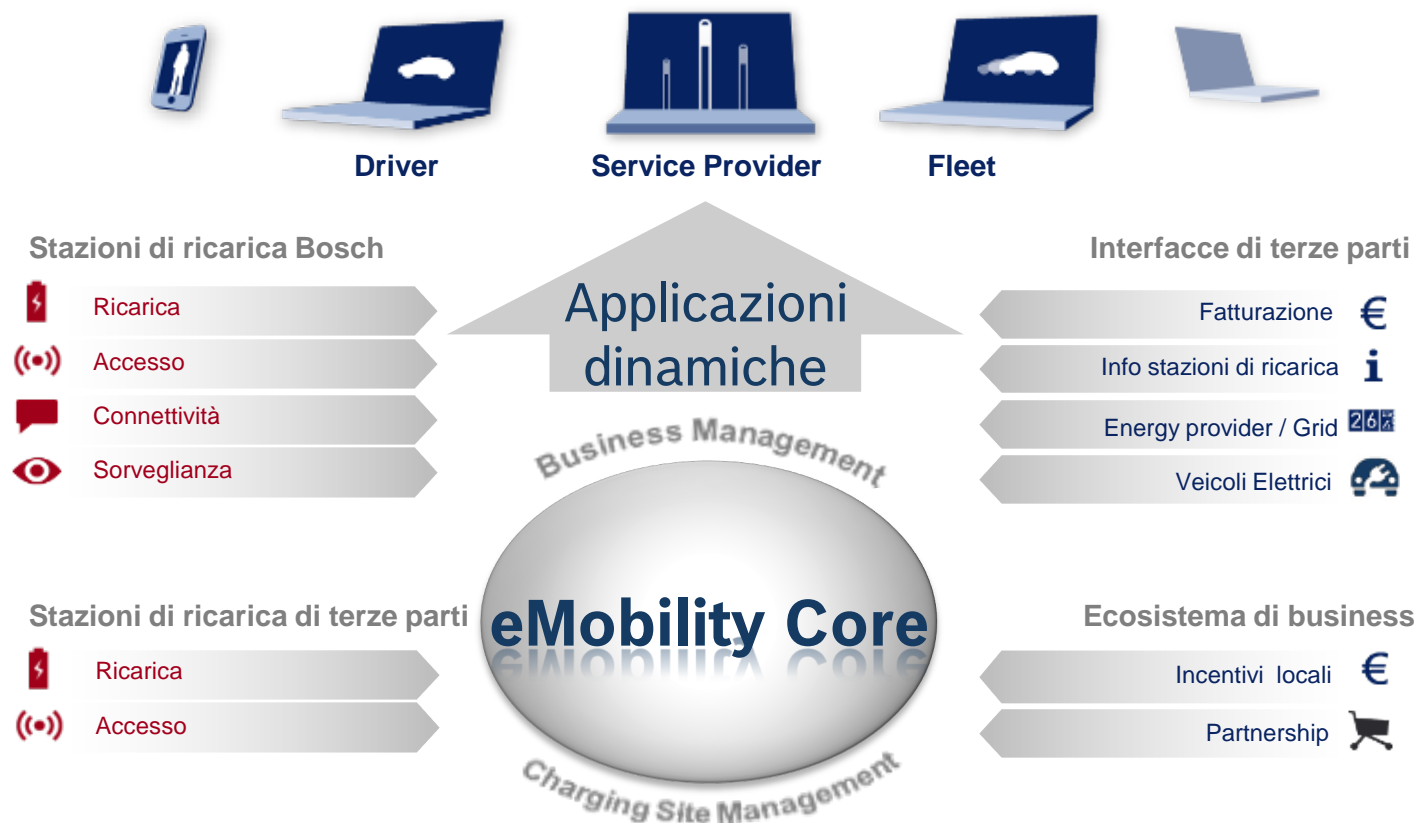 Driver
Service Provider
Fleet
Stazioni di ricarica Bosch
Ricarica
Accesso
Connettività
Sorveglianza
Applicazioni
dinamiche
Interfacce di terze parti
Fatturazione
€
Info stazioni di ricarica
i
Energy provider / Grid
26
Veicoli Elettrici
Business Management
eMobility Core
Charging Site Management
Stazioni di ricarica di terze parti
Ricarica
Accesso
Ecosistema di business
Incentivi locali
€
Partnership